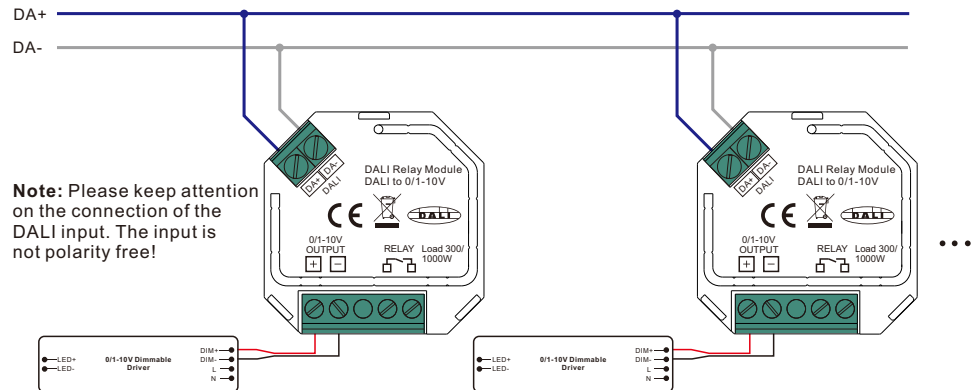 DA+
DA-
Note: Please keep attention
on the connection of the
DALI input. The input is
not polarity free!
DA+
DA-
DALI
DALI Relay Module
DALI to 0/1-10V
CE
DALI
0/1-10V
OUTPUT
+ -
RELAY
Load 300/
1000W
DA+
DA-
DALI
DALI Relay Module
DALI to 0/1-10V
CE
DALI
0/1-10V
OUTPUT
+ -
RELAY
Load 300/
1000W
...
LED+
LED-
0/1-10V Dimmable
Driver
DIM+
DIM-
L
N
LED+
LED-
0/1-10V Dimmable
Driver
DIM+
DIM-
L
N